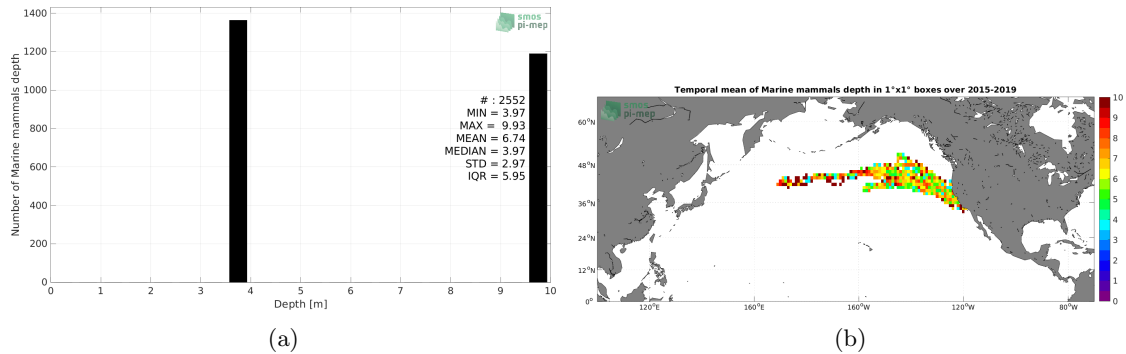 smos
pi-mep
1400
1200
1000
800
600
400
200
0
Number of Marine mammals depth
# : 2552
MIN = 3.97
MAX = 9.93
MEAN = 6.74
MEDIAN = 3.97
STD = 2.97
IQR = 5.95
0 1 2 3 4 5 6 7 8 9 10
Depth [m]
(a)
Temporal mean of Marine mammals depth in 1°x1° boxes over 2015-2019
smos
pi-mep
60°N
48°N
36°N
24°N
12°N
0°
120°E 160°E 160°W 120°W 80°W
10
9
8
7
6
5
4
3
2
1
0
(b)